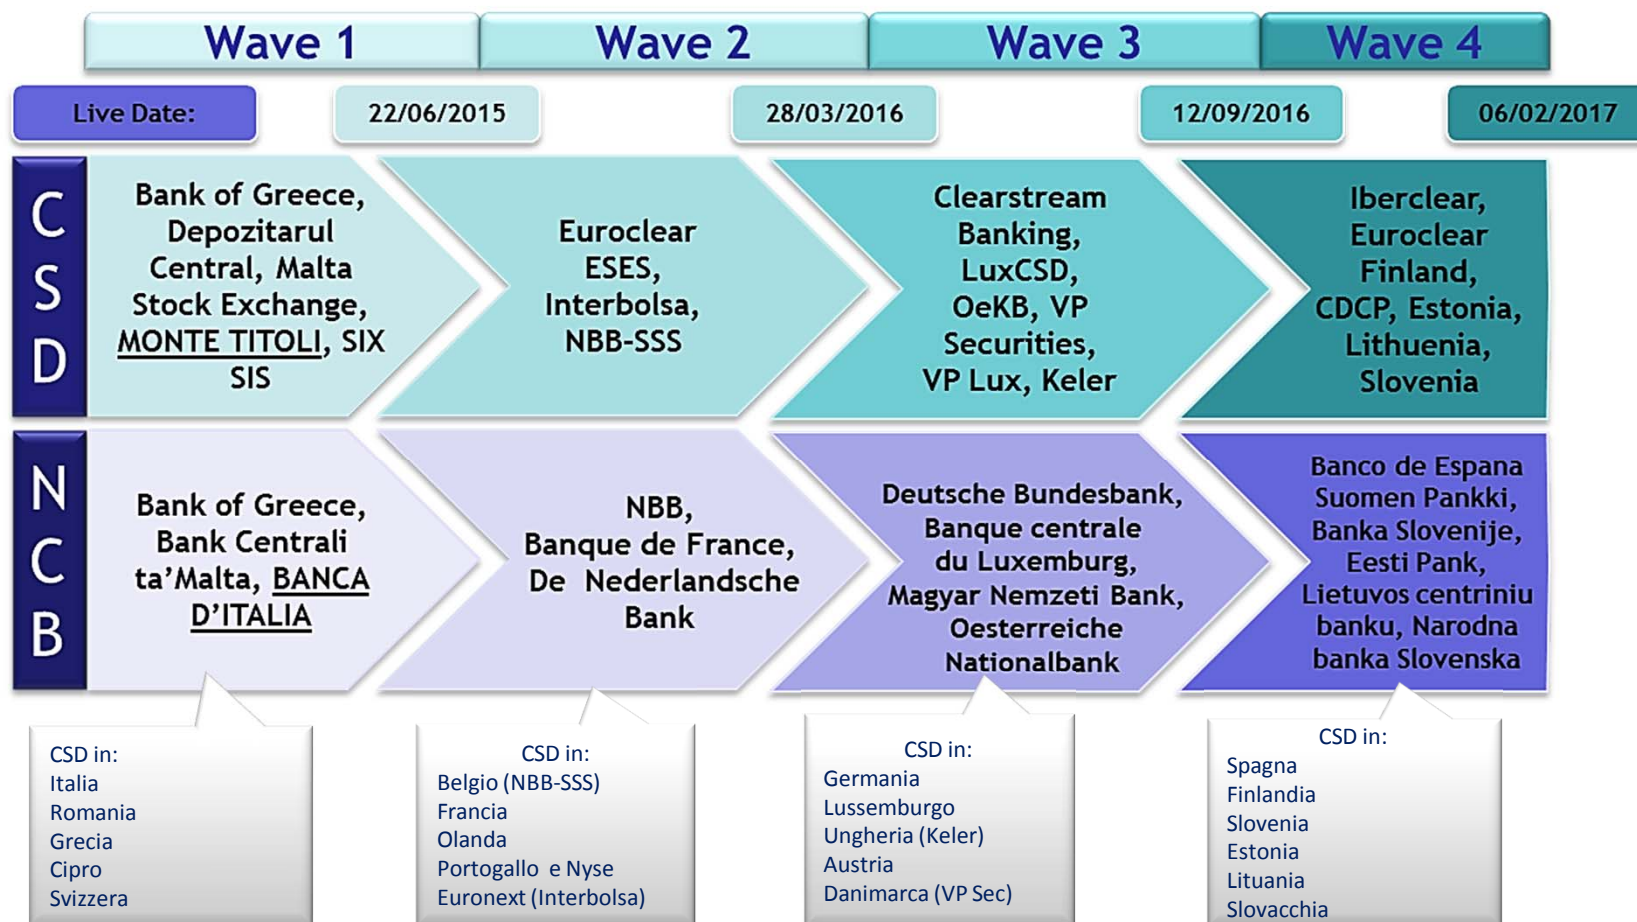 Wave 1
Wave 2
Wave 3
Wave 4
Live Date:
22/06/2015
28/03/2016
12/09/2016
06/02/2017
C
S
D
Bank of Greece,
Depozitarul
Central, Malta
Stock Exchange,
MONTE TITOLI, SIX
SIS
Euroclear
ESES,
Interbolsa,
NBB-SSS
Clearstream
Banking,
LuxCSD,
OeKB, VP
Securities,
VP Lux, Keler
Iberclear,
Euroclear
Finland,
CDCP, Estonia,
Lithuenia,
Slovenia
N
C
B
Bank of Greece,
Bank Centrali
ta’Malta, BANCA
D’ITALIA
NBB,
Banque de France,
De Nederlandsche
Bank
Deutsche Bundesbank,
Banque centrale
du Luxemburg,
Magyar Nemzeti Bank,
Oesterreiche
Nationalbank
Banco de Espana
Suomen Pankki,
Banka Slovenije,
Eesti Pank,
Lietuvos centriniu
banku, Narodna
banka Slovenska
CSD in:
Italia
Romania
Grecia
Cipro
Svizzera
CSD in:
Belgio (NBB-SSS)
Francia
Olanda
Portogallo e Nyse
Euronext (Interbolsa)
CSD in:
Germania
Lussemburgo
Ungheria (Keler)
Austria
Danimarca (VP Sec)
CSD in:
Spagna
Finlandia
Slovenia
Estonia
Lituania
Slovacchia